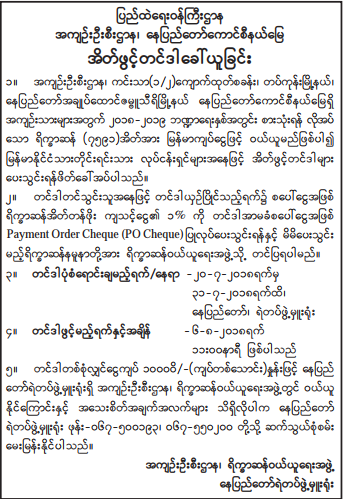 ပြည်ထဲရေးဝန်ကြီးဌာန
အကျဉ်းဦးစီးဌာန၊ နေပြည်တော်ကောင်စီနယ်မြေ
အိတ်ဖွင့်တင်ဒါခေါ်ယူခြင်း
၁။ အကျဉ်းဦးစီးဌာန၊ ကင်းသာ(၁/၂)ကျောက်ထုတ်စခန်း၊ တပ်ကုန်းမြို့နယ်၊
နေပြည်တော်အချုပ်ထောင်ဇမ္ဗူသီရိမြို့နယ် နေပြည်တော်ကောင်စီနယ်မြေရှိ
အကျဉ်းသားများအတွက် ၂၀၁၈-၂၀၁၉ ဘဏ္ဍာရေးနှစ်အတွင်း စားသုံးရန် လိုအပ်
သော ရိက္ခာဆန် (၇၅၉၁)အိတ်အား မြန်မာကျပ်ငွေဖြင့် ဝယ်ယူမည်ဖြစ်ပါ၍
မြန်မာနိုင်ငံသားတိုင်းရင်းသား လုပ်ငန်းရှင်များအနေဖြင့် အိတ်ဖွင့်တင်ဒါများ
ပေးသွင်းရန်ဖိတ်ခေါ်အပ်ပါသည်။
၂။ တင်ဒါတင်သွင်းသူအနေဖြင့် တင်ဒါယှဉ်ပြိုင်သည့်ရက်၌ စပေါ်ငွေအဖြစ်
ရိက္ခာဆန်အိတ်တန်ဖိုး ကျသင့်ငွေ၏ ၁% ကို တင်ဒါအာမခံစပေါ်ငွေအဖြစ်
Payment Order Cheque (PO Cheque)ပြုလုပ်ပေးသွင်းရန်နှင့် မိမိပေးသွင်း
မည့်ရိက္ခာဆန်နမူနာတို့အား ရိက္ခာဆန်ဝယ်ယူရေးအဖွဲ့သို့ တင်ပြရပါမည်။
၃။ တင်ဒါပုံစံရောင်းချမည့်ရက်/နေရာ -၂၀-၇-၂၀၁၈ရက်မှ
၃၁-၇-၂၀၁၈ရက်ထိ၊
နေပြည်တော်၊ ရဲတပ်ဖွဲ့မှူးရုံး
၄။ တင်ဒါဖွင့်မည့်ရက်နှင့်အချိန် -၆-၈-၂၀၁၈ရက်
၁၁း၀၀နာရီ ဖြစ်ပါသည်
၅။ တင်ဒါတစ်စုံလျှင်ငွေကျပ် ၁၀၀၀ဝိ/-(ကျပ်တစ်သောင်း)နှုန်းဖြင့် နေပြည်
တော်ရဲတပ်ဖွဲ့မှူးရုံးရှိ အကျဉ်းဦးစီးဌာန၊ ရိက္ခာဆန်ဝယ်ယူရေးအဖွဲ့တွင် ဝယ်ယူ
နိုင်ကြောင်းနှင့် အသေးစိတ်အချက်အလက်များ သိရှိလိုပါက နေပြည်တော်
ရဲတပ်ဖွဲ့မှူးရုံး ဖုန်း-၀၆၇-၅၀၀၁၉၃၊ ၀၆၇-၅၅၀၂၀၀ တို့သို့ ဆက်သွယ်စုံစမ်း
မေးမြန်းနိုင်ပါသည်။
အကျဉ်းဦးစီးဌာန၊ ရိက္ခာဆန်ဝယ်ယူရေးအဖွဲ့
နေပြည်တော်ရဲတပ်ဖွဲ့မှူးရုံး